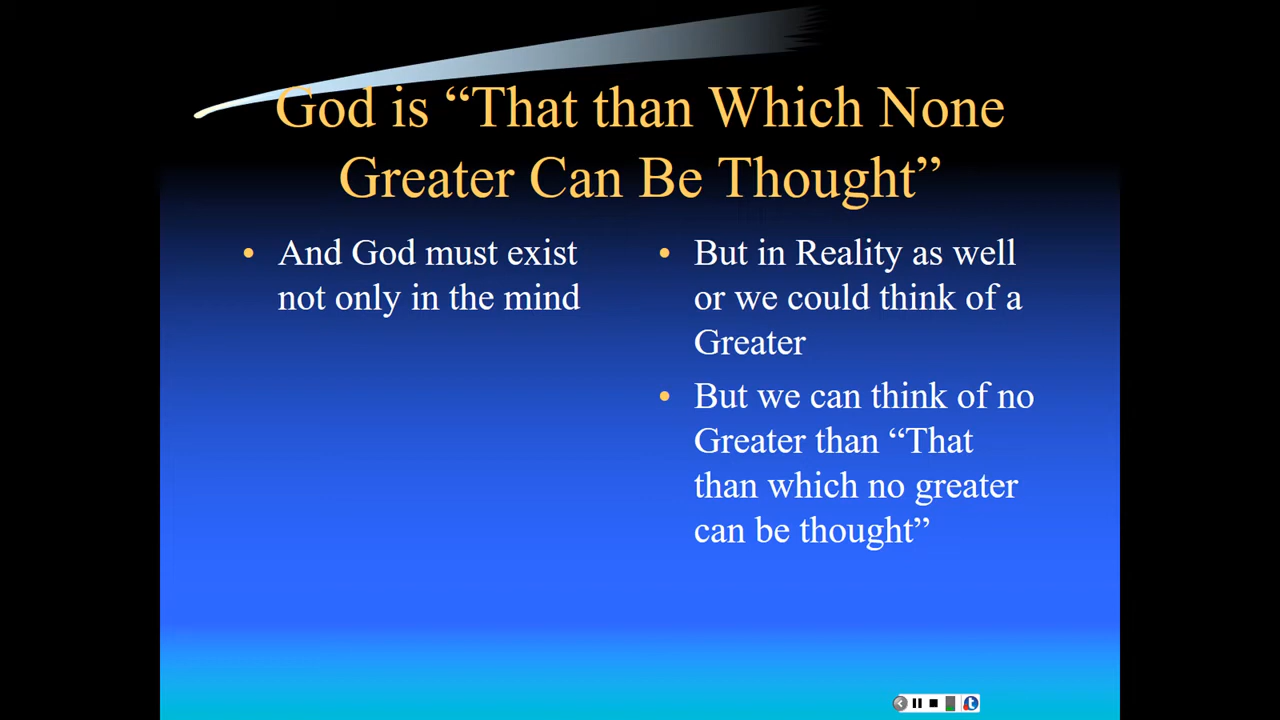 God is “That than Which None
Greater Can Be Thought”
• And God must exist
not only in the mind
• But in Reality as well
or we could think of a
Greater
• But we can think of no
Greater than “That
than which no greater
can be thought”